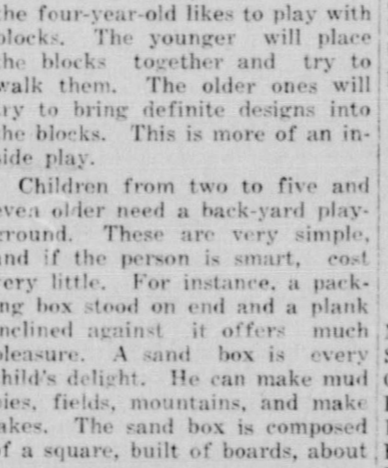 the four-year-old likes to play with
blocks. The younger will place
the blocks together and try to
walk them. The older ones will
try to bring definite designs into
the blocks. This is more of an in-
side play.
Children from two to five and
even older need a back-yard play-
ground. These are very simple,
and if the person is smart, cost
very little. For instance, a pack-
ing box stood on end and a plank
inclined against it offers much
pleasure. A sand box is every
child's delight. He can make mud
pies, fields, mountains, and make
lakes. The sand box is composed
of a square, built of boards, about